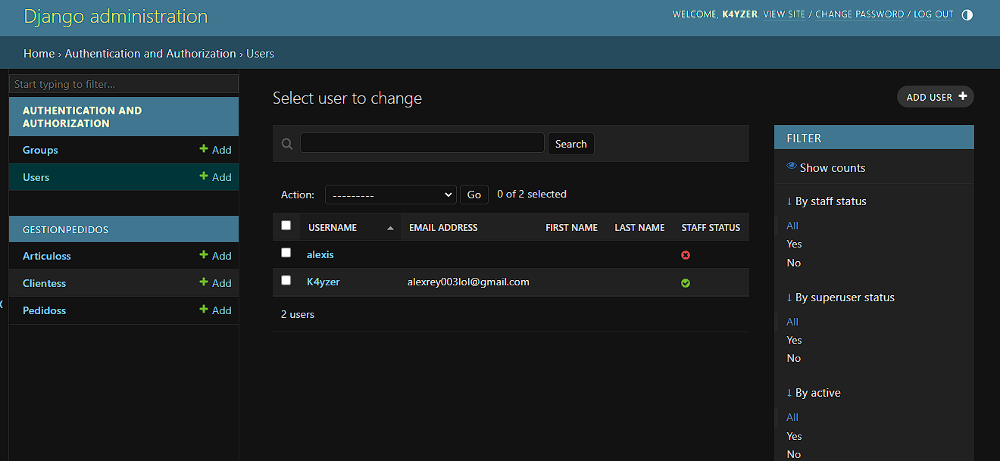 Django administration
WELCOME, K4YZER. VIEW SITE / CHANGE PASSWORD / LOG OUT
Home › Authentication and Authorization › Users
Start typing to filter...
AUTHENTICATION AND
AUTHORIZATION
Groups
Add
Users
Add
GESTIONPEDIDOS
Articuloss
Add
Clientess
Add
Pedidoss
Add
Select user to change
ADD USER
Search
Action: --------- Go 0 of 2 selected
USERNAME EMAIL ADDRESS FIRST NAME LAST NAME STAFF STATUS
alexis
K4yzer alexrey003lol@gmail.com
2 users
FILTER
Show counts
↓ By staff status
All
Yes
No
↓ By superuser status
All
Yes
No
↓ By active
All
Yes
No